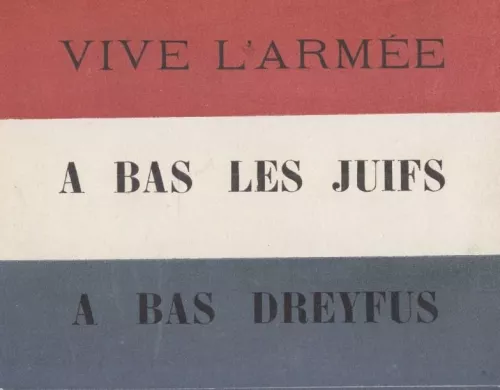 VIVE L'ARMÉE
A BAS LES JUIFS
A BAS DREYFUS